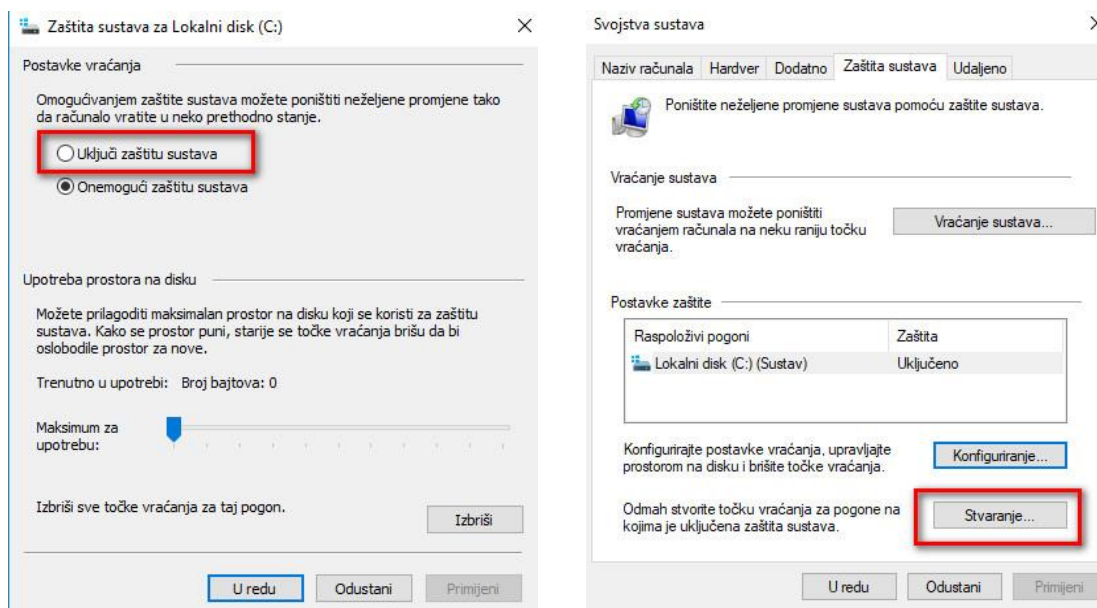 Zaštita sustava za Lokalni disk (C:)
Postavke vraćanja
Omogućivanjem zaštite sustava možete poništiti neželjene promjene tako
da računalo vratite u neko prethodno stanje.
Uključi zaštitu sustava
Onemogući zaštitu sustava
Upotreba prostora na disku
Možete prilagoditi maksimalan prostor na disku koji se koristi za zaštitu
sustava. Kako se prostor puni, starije se točke vraćanja brišu da bi
oslobodile prostor za nove.
Trenutno u upotrebi: Broj bajtova: 0
Maksimum za
upotrebu:
Izbriši sve točke vraćanja za taj pogon.
Izbriši
U redu Odustani Primijeni
Svojstva sustava
Naziv računala Hardver Dodatno Zaštita sustava Udaljeno
Poništite neželjene promjene sustava pomoću zaštite sustava.
Vraćanje sustava
Promjene sustava možete poništiti
vraćanjem računala na neku raniju točku
vraćanja.
Vraćanje sustava...
Postavke zaštite
Raspoloživi pogoni Zaštita
Lokalni disk (C:) (Sustav) Uključeno
Konfigurirajte postavke vraćanja, upravljajte
prostorom na disku i brišite točke vraćanja.
Konfiguriranje...
Odmah stvorite točku vraćanja za pogone na
kojima je uključena zaštita sustava.
Stvaranje...
U redu Odustani Primijeni